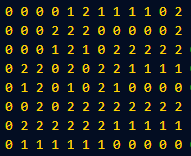 0 0 0 0 1 2 1 1 1 1 0 2
0 0 0 2 2 2 0 0 0 0 0 2
0 0 0 1 2 1 0 2 2 2 2 2
0 2 2 0 2 0 2 2 1 1 1 1
0 1 2 0 1 0 2 1 0 0 0 0
0 0 2 0 2 2 2 2 2 2 2 2
0 2 2 2 2 2 2 1 1 1 1 1
0 1 1 1 1 1 1 0 0 0 0 0